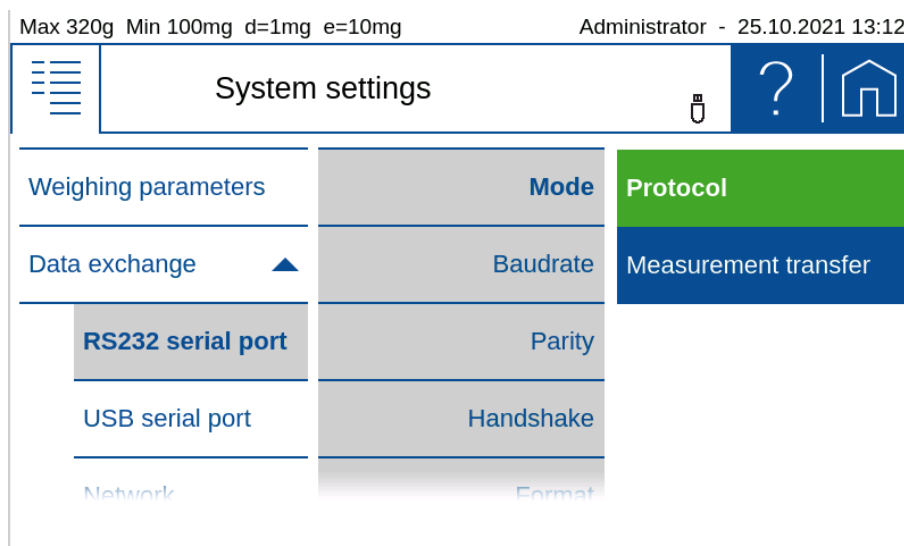 Max 320g Min 100mg d=1mg e=10mg Administrator - 25.10.2021 13:12
System settings ?
Weighing parameters Mode Protocol
Data exchange Baudrate Measurement transfer
RS232 serial port Parity
USB serial port Handshake
Network Format